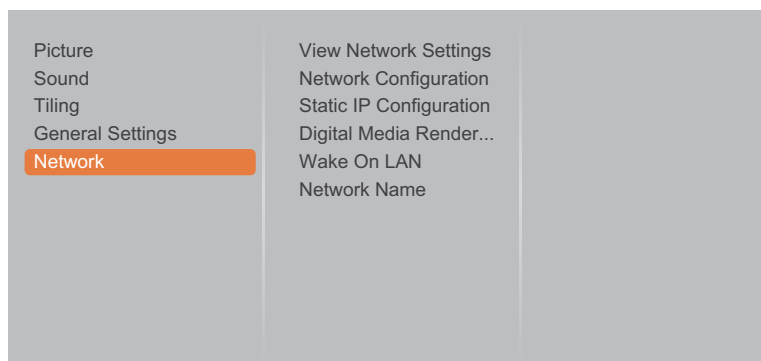 Picture
Sound
Tiling
General Settings
Network
View Network Settings
Network Configuration
Static IP Configuration
Digital Media Render...
Wake On LAN
Network Name